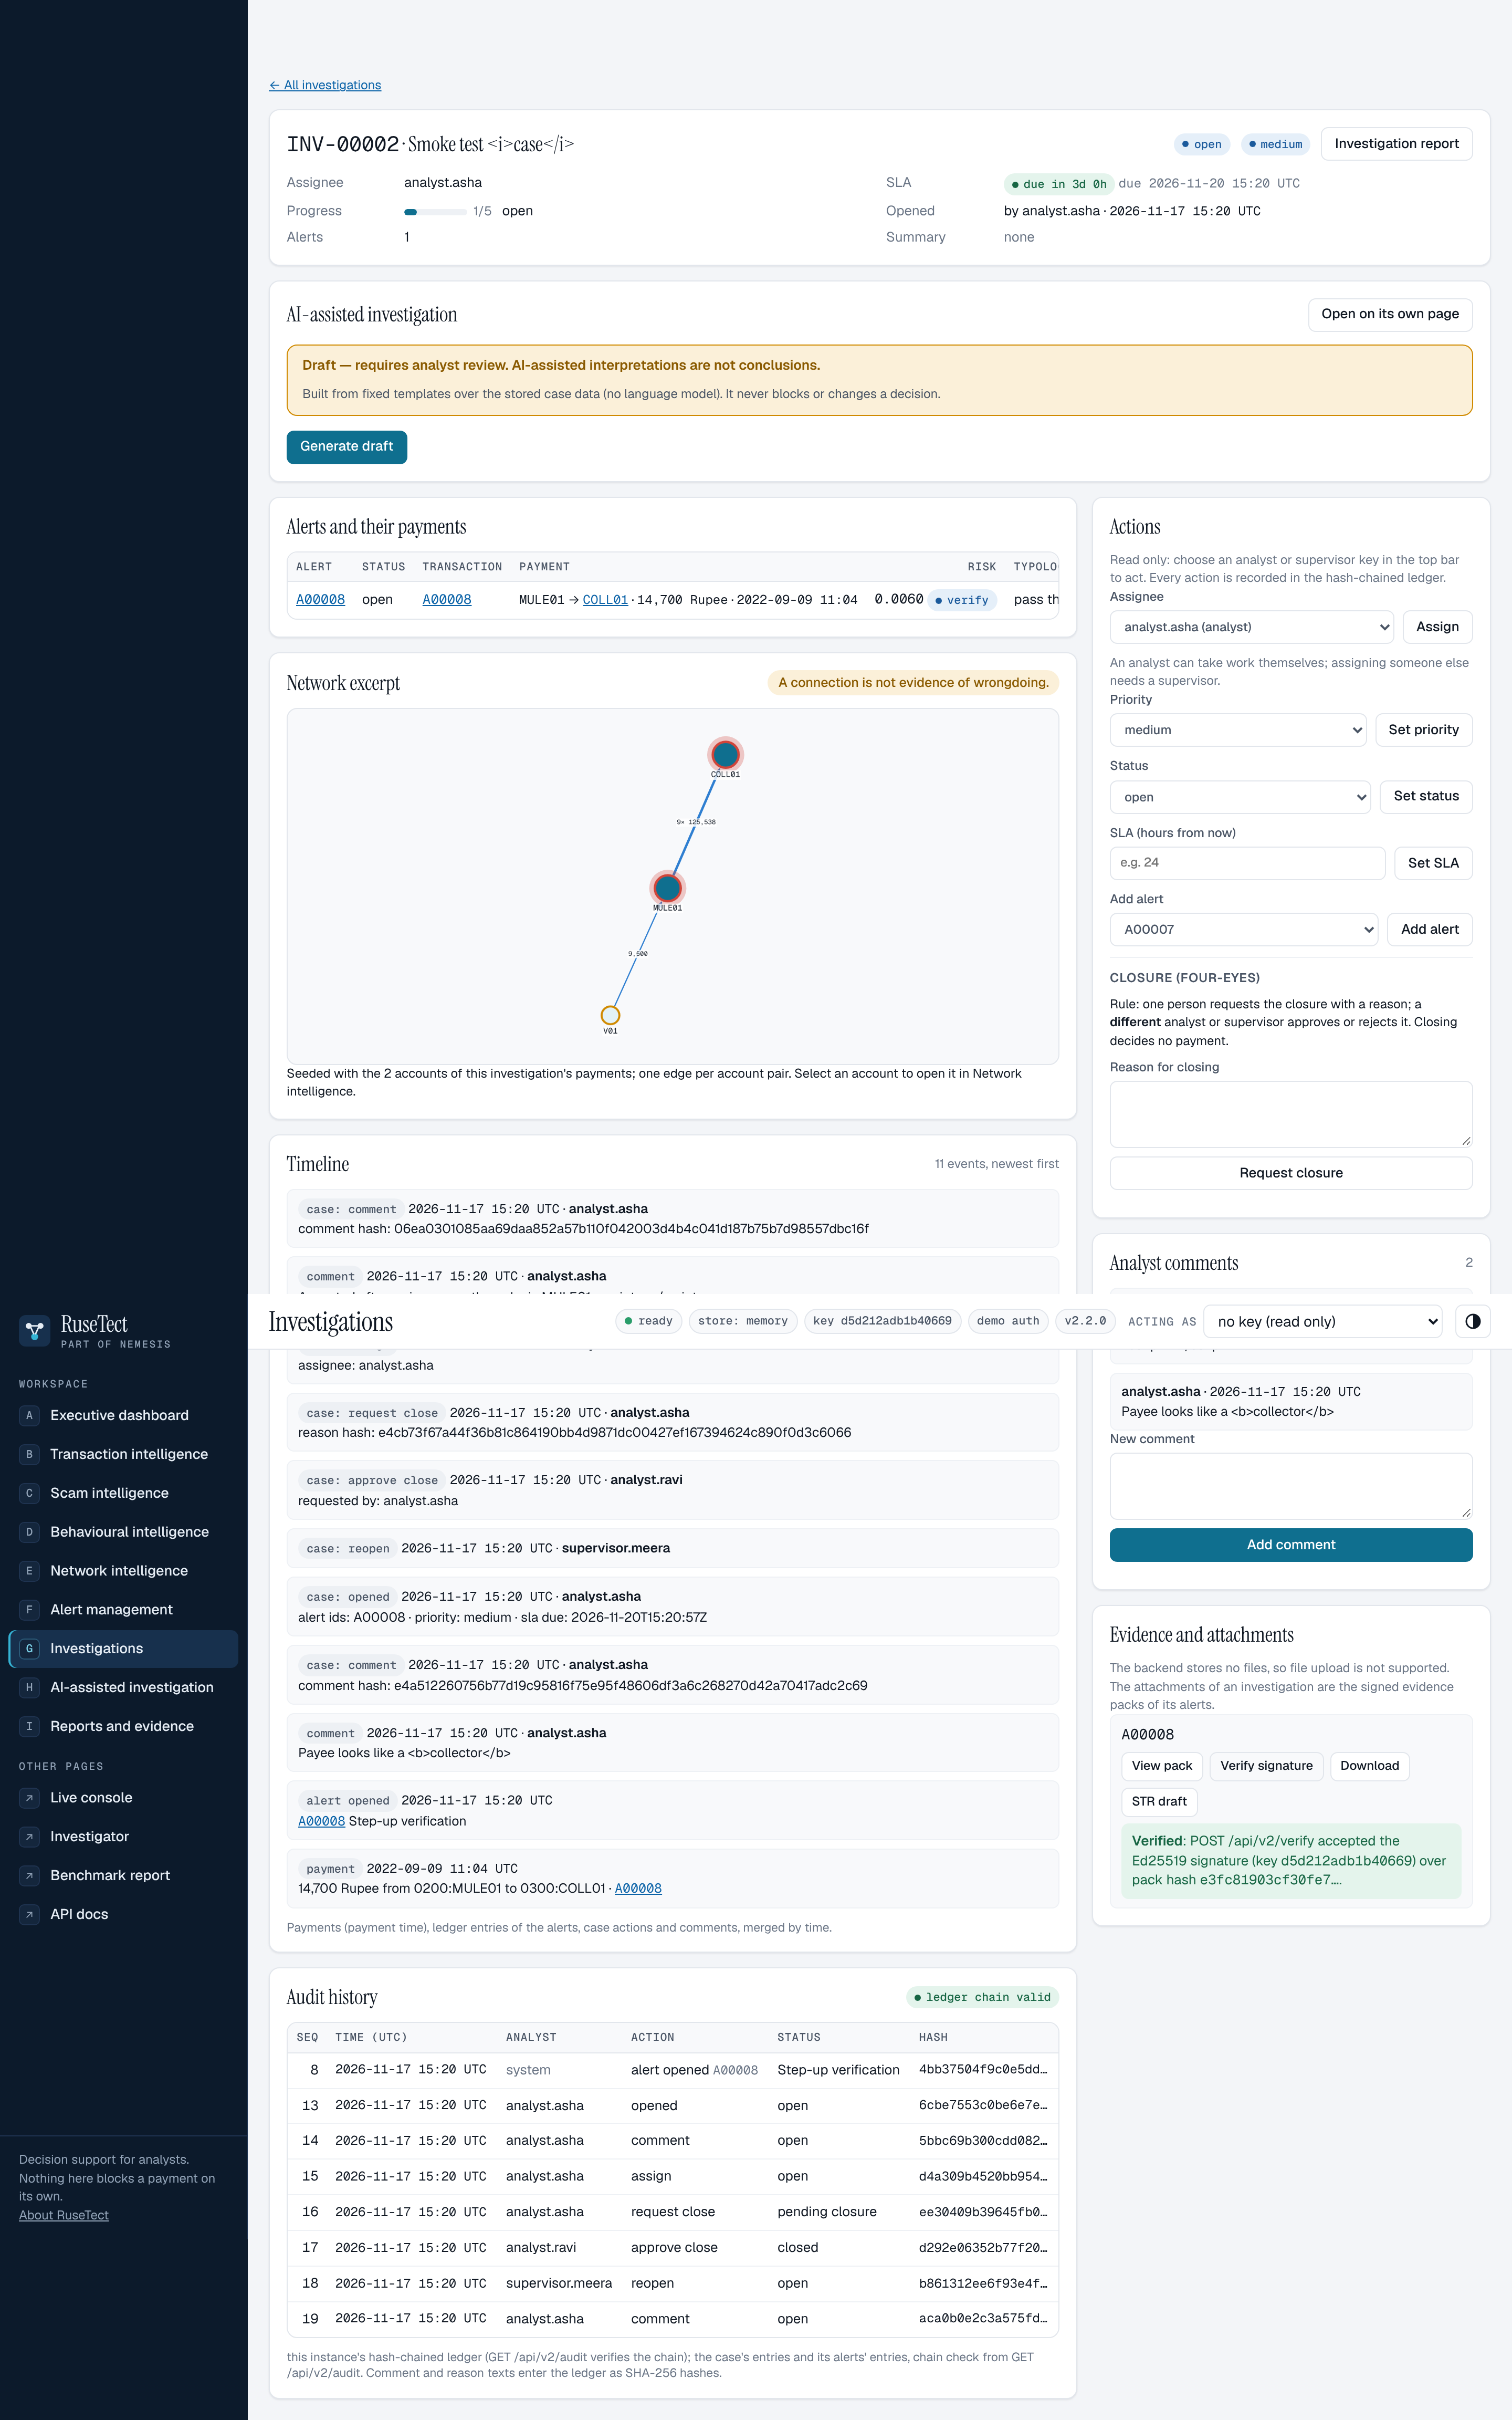 ← All investigations
INV-00002 · Smoke test <i>case</i>
open
medium
Investigation report
Assignee
analyst.asha
SLA
due in 3d 0h due 2026-11-20 15:20 UTC
Progress
1/5 open
Opened
by analyst.asha · 2026-11-17 15:20 UTC
Alerts
1
Summary
none
AI-assisted investigation
Open on its own page
Draft — requires analyst review. AI-assisted interpretations are not conclusions.
Built from fixed templates over the stored case data (no language model). It never blocks or changes a decision.
Generate draft
Alerts and their payments
ALERT STATUS TRANSACTION PAYMENT RISK
A00008 open A00008 MULE01 → COLL01 · 14,700 Rupee · 2022-09-09 11:04 0.0060 verify pass
Network excerpt
A connection is not evidence of wrongdoing.
COLL01
9× 125,538
MULE01
9,500
V01
Seeded with the 2 accounts of this investigation's payments; one edge per account pair. Select an account to open it in Network
intelligence.
Timeline
11 events, newest first
case: comment 2026-11-17 15:20 UTC · analyst.asha
comment hash: 06ea0301085aa69daa852a57b110f042003d4b4c041d187b75b7d98557dbc16f
comment 2026-11-17 15:20 UTC · analyst.asha
assignee: analyst.asha
case: request close 2026-11-17 15:20 UTC · analyst.asha
reason hash: e4cb73f67a44f36b81c864190bb4d9871dc00427ef167394624c890f0d3c6066
case: approve close 2026-11-17 15:20 UTC · analyst.ravi
requested by: analyst.asha
case: reopen 2026-11-17 15:20 UTC · supervisor.meera
case: opened 2026-11-17 15:20 UTC · analyst.asha
alert ids: A00008 · priority: medium · sla due: 2026-11-20T15:20:57Z
case: comment 2026-11-17 15:20 UTC · analyst.asha
comment hash: e4a512260756b77d19c95816f75e95f48606df3a6c268270d42a70417adc2c69
comment 2026-11-17 15:20 UTC · analyst.asha
Payee looks like a <b>collector</b>
alert opened 2026-11-17 15:20 UTC
A00008 Step-up verification
payment 2022-09-09 11:04 UTC
14,700 Rupee from 0200:MULE01 to 0300:COLL01 · A00008
Payments (payment time), ledger entries of the alerts, case actions and comments, merged by time.
Audit history
ledger chain valid
SEQ TIME (UTC) ANALYST ACTION STATUS HASH
8 2026-11-17 15:20 UTC system alert opened A00008 Step-up verification 4bb37504f9c0e5dd…
13 2026-11-17 15:20 UTC analyst.asha opened open 6cbe7553c0be6e7e…
14 2026-11-17 15:20 UTC analyst.asha comment open 5bbc69b300cdd082…
15 2026-11-17 15:20 UTC analyst.asha assign open d4a309b4520bb954…
16 2026-11-17 15:20 UTC analyst.asha request close pending closure ee30409b39645fb0…
17 2026-11-17 15:20 UTC analyst.ravi approve close closed d292e06352b77f20…
18 2026-11-17 15:20 UTC supervisor.meera reopen open b861312ee6f93e4f…
19 2026-11-17 15:20 UTC analyst.asha comment open aca0b0e2c3a575fd…
this instance's hash-chained ledger (GET /api/v2/audit verifies the chain); the case's entries and its alerts' entries, chain check from GET
/api/v2/audit. Comment and reason texts enter the ledger as SHA-256 hashes.
Actions
Read only: choose an analyst or supervisor key in the top bar
to act. Every action is recorded in the hash-chained ledger.
Assignee
analyst.asha (analyst)
Assign
An analyst can take work themselves; assigning someone else
needs a supervisor.
Priority
medium
Set priority
Status
open
Set status
SLA (hours from now)
e.g. 24
Set SLA
Add alert
A00007
Add alert
CLOSURE (FOUR-EYES)
Rule: one person requests the closure with a reason; a
different analyst or supervisor approves or rejects it. Closing
decides no payment.
Reason for closing
Request closure
Analyst comments
2
analyst.asha · 2026-11-17 15:20 UTC
Payee looks like a <b>collector</b>
New comment
Add comment
Evidence and attachments
The backend stores no files, so file upload is not supported.
The attachments of an investigation are the signed evidence
packs of its alerts.
A00008
View pack
Verify signature
Download
STR draft
Verified: POST /api/v2/verify accepted the
Ed25519 signature (key d5d212adb1b40669) over
pack hash e3fc81903cf30fe7….
Investigations
ready
store: memory
key d5d212adb1b40669
demo auth
v2.2.0
ACTING AS
no key (read only)
RuseTect
PART OF NEMESIS
WORKSPACE
A Executive dashboard
B Transaction intelligence
C Scam intelligence
D Behavioural intelligence
E Network intelligence
F Alert management
G Investigations
H AI-assisted investigation
I Reports and evidence
OTHER PAGES
↗ Live console
↗ Investigator
↗ Benchmark report
↗ API docs
Decision support for analysts.
Nothing here blocks a payment on
its own.
About RuseTect